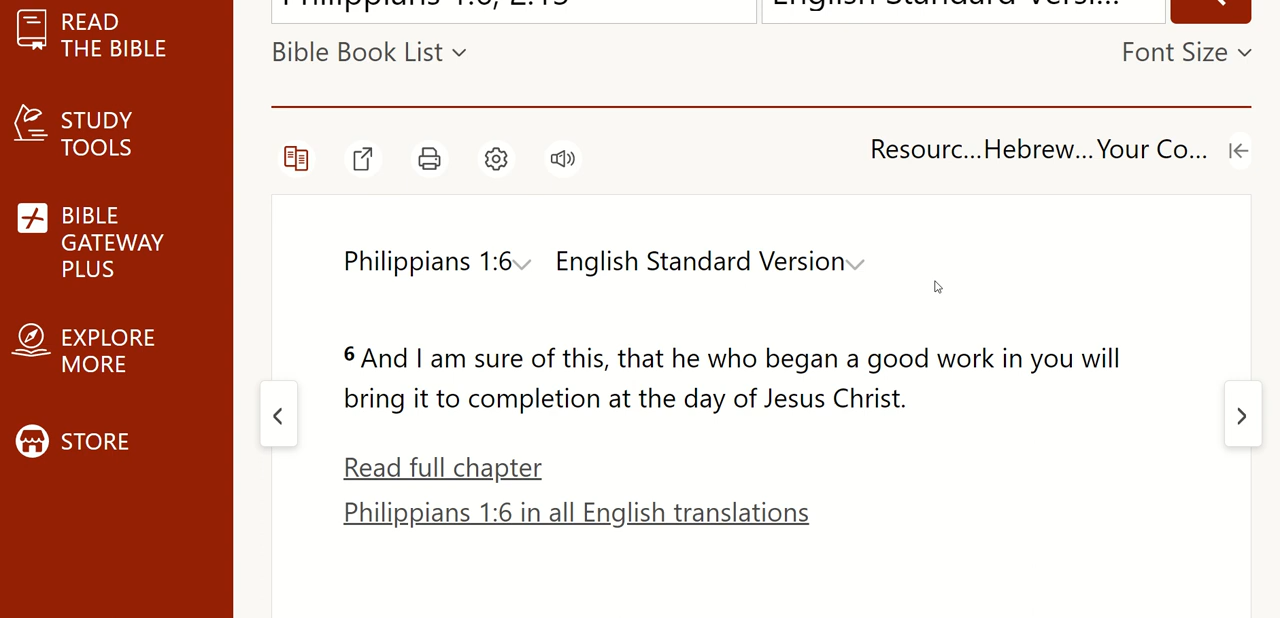 READ
THE BIBLE
STUDY
TOOLS
BIBLE
GATEWAY
PLUS
EXPLORE
MORE
STORE
Bible Book List
Font Size
Resourc...Hebrew...Your Co...
Philippians 1:6 English Standard Version
6 And I am sure of this, that he who began a good work in you will
bring it to completion at the day of Jesus Christ.
Read full chapter
Philippians 1:6 in all English translations